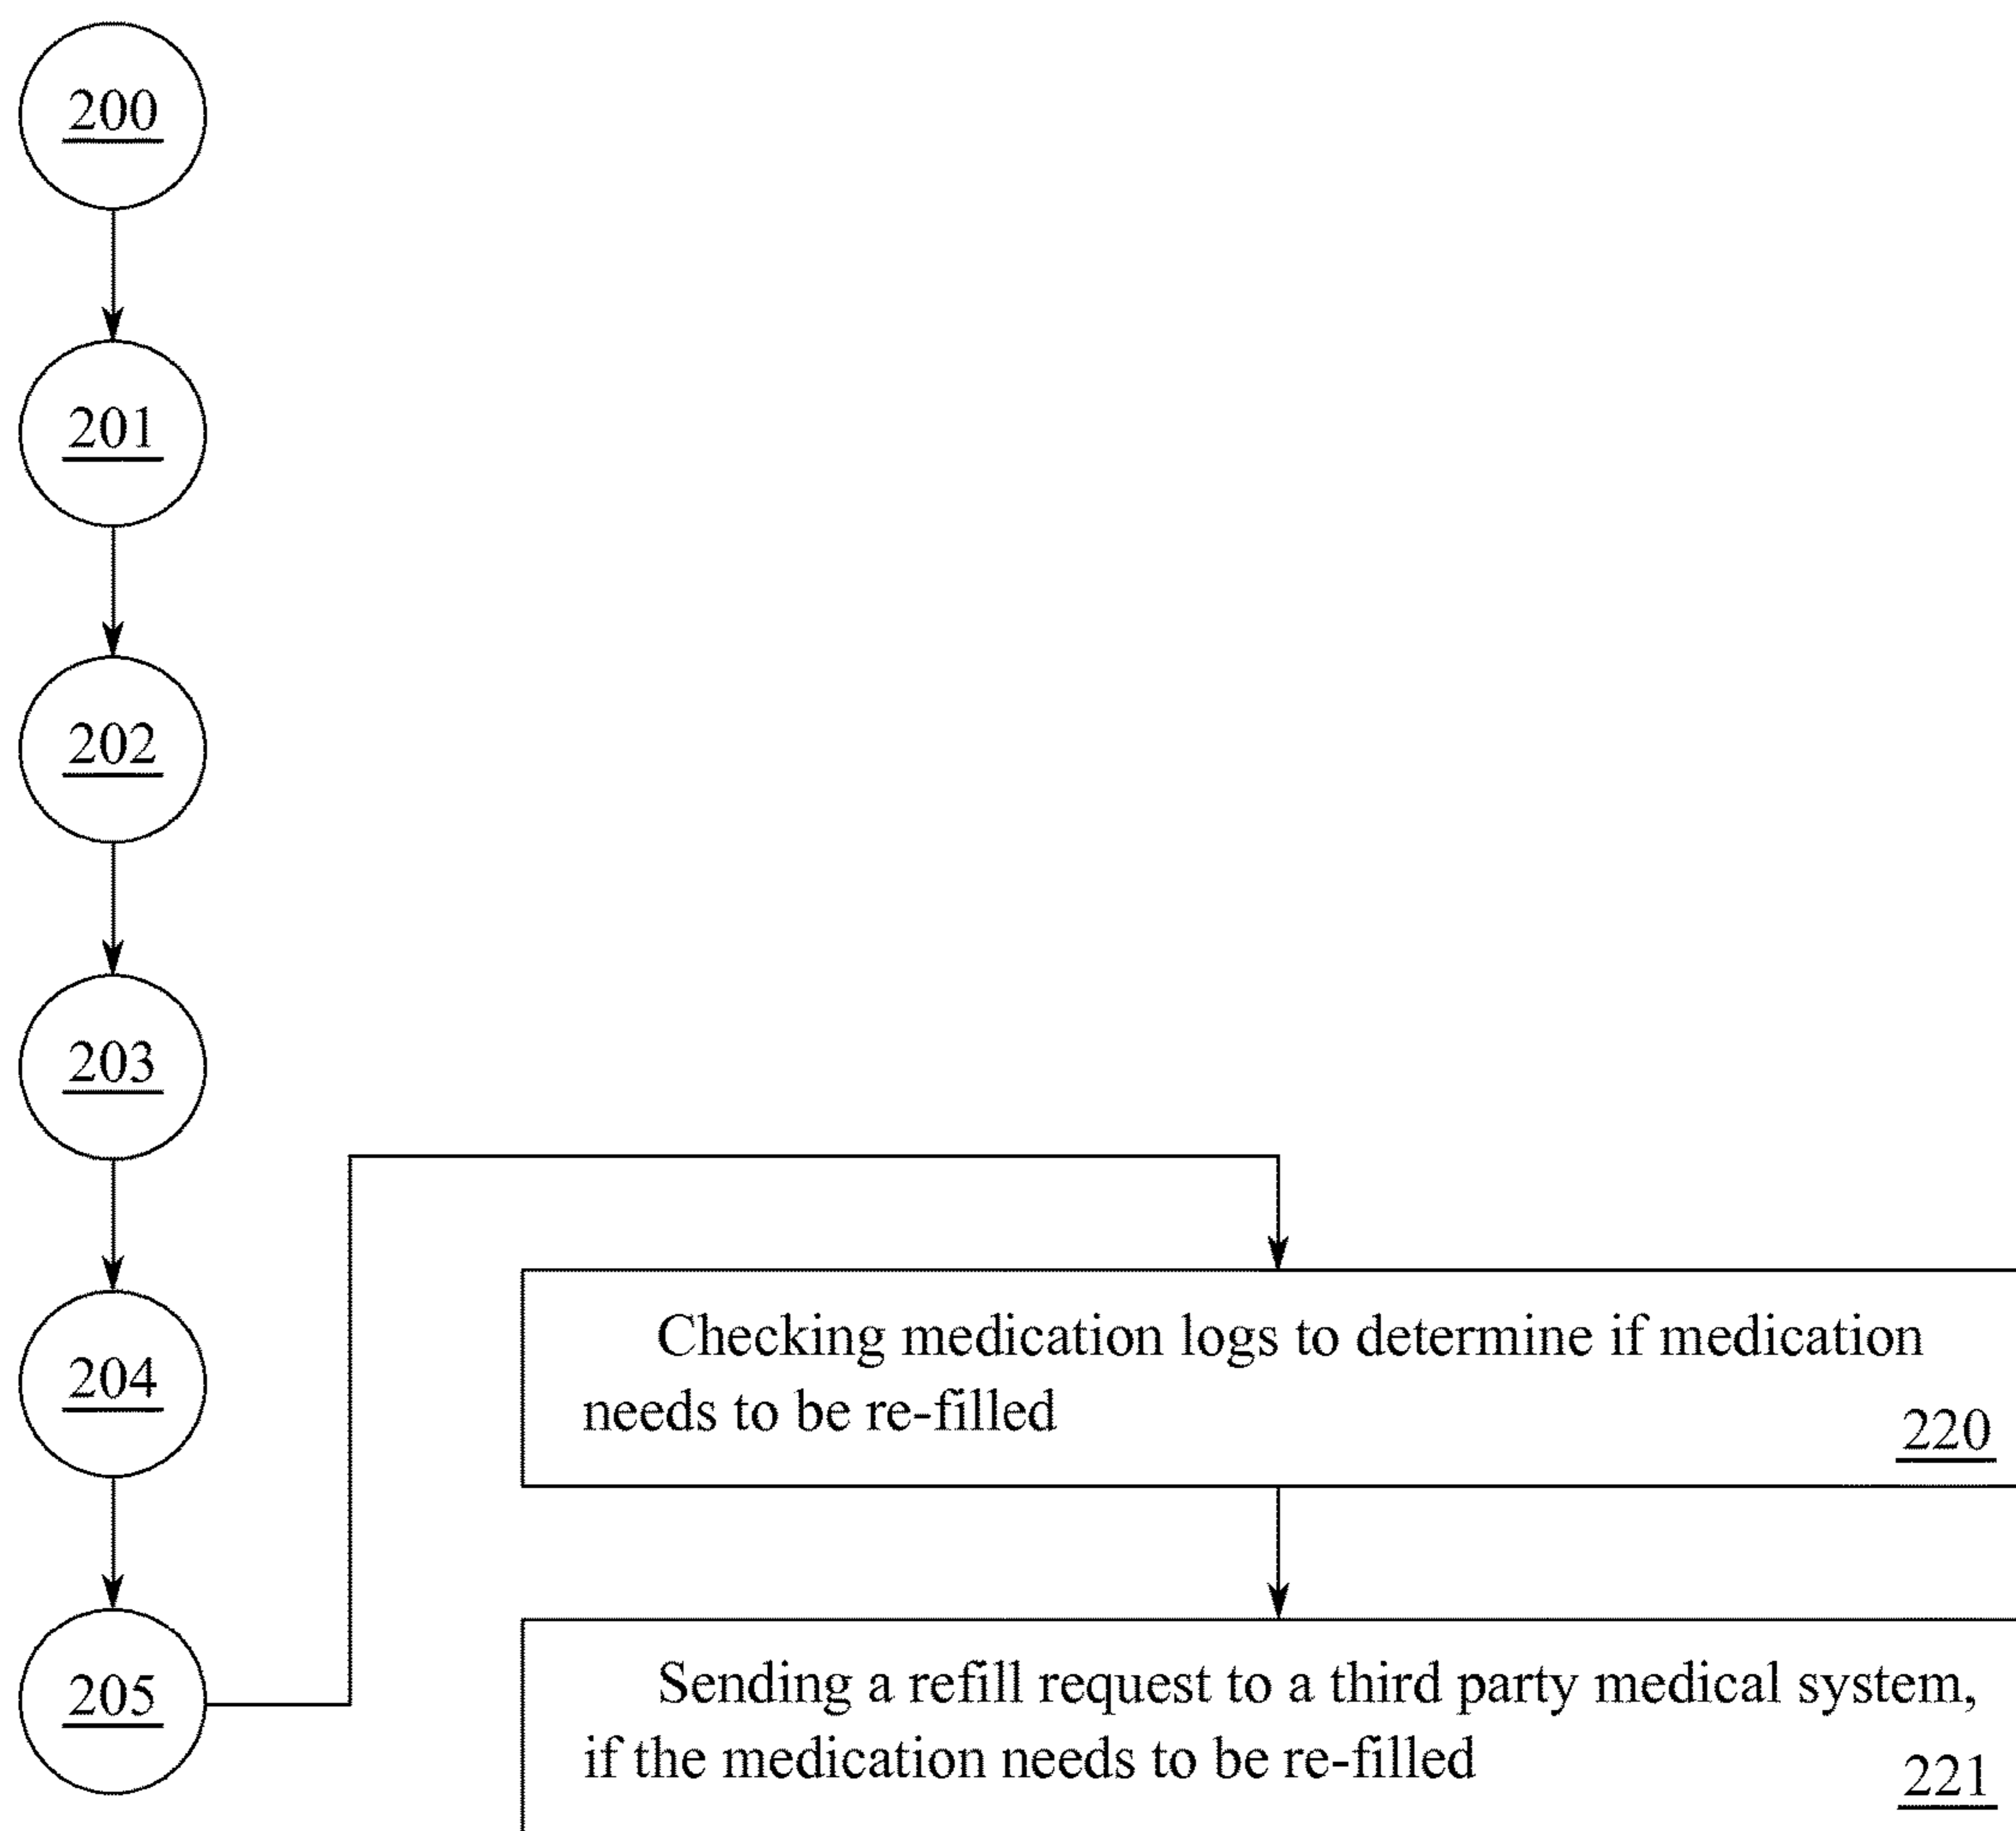 200
201
202
203
204
205
Checking medication logs to determine if medication
needs to be re-filled
220
Sending a refill request to a third party medical system,
if the medication needs to be re-filled
221